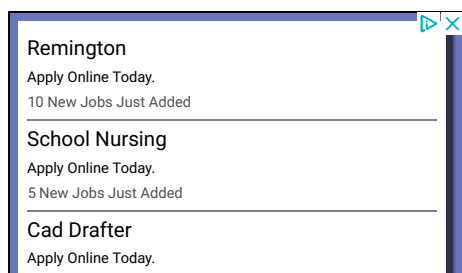 Remington
Apply Online Today.
10 New Jobs Just Added
School Nursing
Apply Online Today.
5 New Jobs Just Added
Cad Drafter
Apply Online Today.